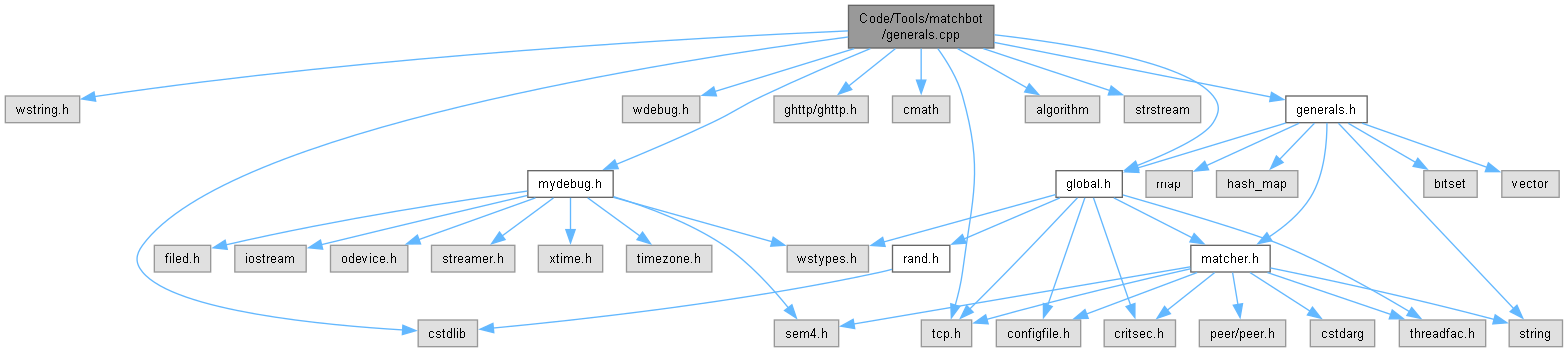 Code/Tools/matchbot
/generals.cpp
wstring.h
wdebug.h
ghttp/ghttp.h
cmath
algorithm
strstream
generals.h
mydebug.h
global.h
map
hash_map
bitset
vector
filed.h
iostream
odevice.h
streamer.h
xtime.h
timezone.h
wstypes.h
rand.h
matcher.h
cstdlib
sem4.h
tcp.h
configfile.h
critsec.h
peer/peer.h
cstdarg
threadfac.h
string